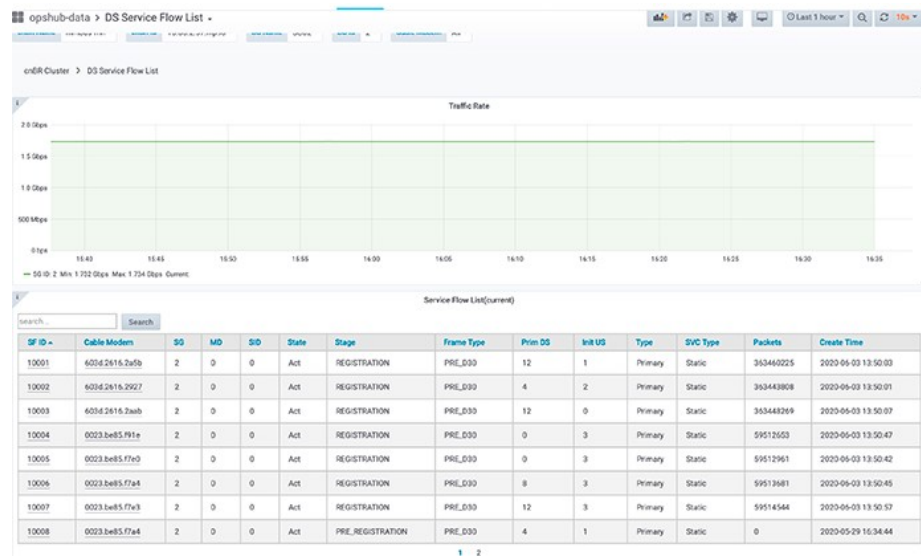 opshub-data > DS Service Flow List
Last 1 hour
10s
cnBR Cluster > DS Service Flow List
Traffic Rate
2.0 Gbps
1.5 Gbps
1.0 Gbps
500 Mbps
0 bps
15:40 15:45 15:50 15:55 16:00 16:05 16:10 16:15 16:20 16:25 16:30 16:35
SG ID: 2 Min: 1.732 Gbps Max: 1.734 Gbps Current:
Service Flow List(current)
search... Search
SF ID Cable Modem SG MD SID State Stage Frame Type Prim DS Init US Type SVC Type Packets Create Time
10001 603d.2616.2a5b 2 0 0 Act REGISTRATION PRE_D30 12 1 Primary Static 363460225 2020-06-03 13:50:03
10002 603d.2616.2927 2 0 0 Act REGISTRATION PRE_D30 4 2 Primary Static 363443808 2020-06-03 13:50:01
10003 603d.2616.2aab 2 0 0 Act REGISTRATION PRE_D30 12 0 Primary Static 363448269 2020-06-03 13:50:07
10004 0023.be85.f91e 2 0 0 Act REGISTRATION PRE_D30 0 3 Primary Static 59512653 2020-06-03 13:50:47
10005 0023.be85.f7e0 2 0 0 Act REGISTRATION PRE_D30 0 3 Primary Static 59512961 2020-06-03 13:50:42
10006 0023.be85.f7a4 2 0 0 Act REGISTRATION PRE_D30 8 3 Primary Static 59513681 2020-06-03 13:50:45
10007 0023.be85.f7e3 2 0 0 Act REGISTRATION PRE_D30 12 3 Primary Static 59514544 2020-06-03 13:50:57
10008 0023.be85.f7a4 2 0 0 Act PRE_REGISTRATION PRE_D30 4 1 Primary Static 0 2020-05-29 16:34:44
1 2